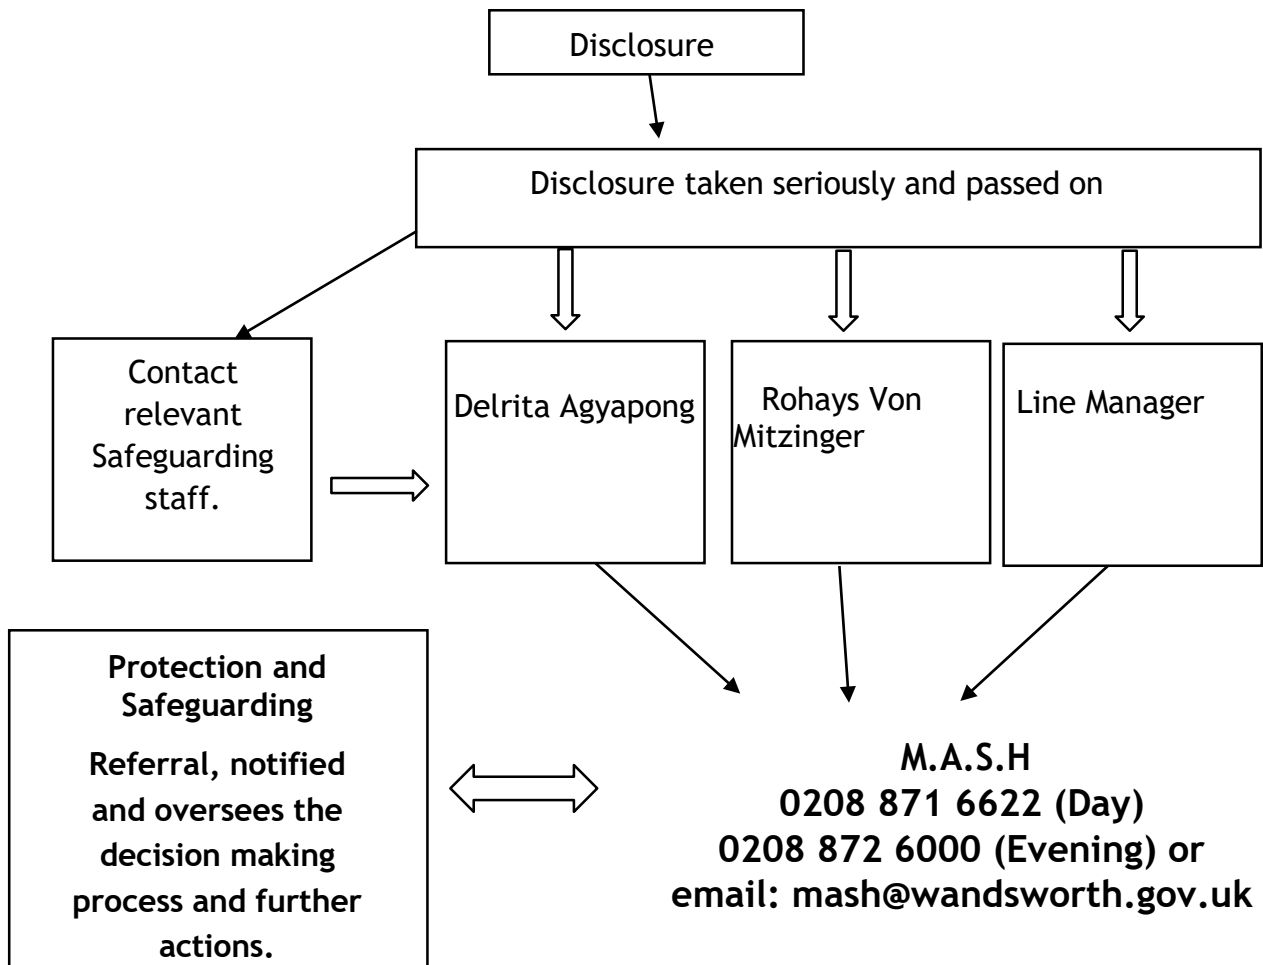 Disclosure
Disclosure taken seriously and passed on
Contact
relevant
Safeguarding
staff.
Delrita Agyapong
Rohays Von
Mitzinger
Line Manager
Protection and
Safeguarding
Referral, notified
and oversees the
decision making
process and further
actions.
M.A.S.H
0208 871 6622 (Day)
0208 872 6000 (Evening) or
email: mash@wandsworth.gov.uk